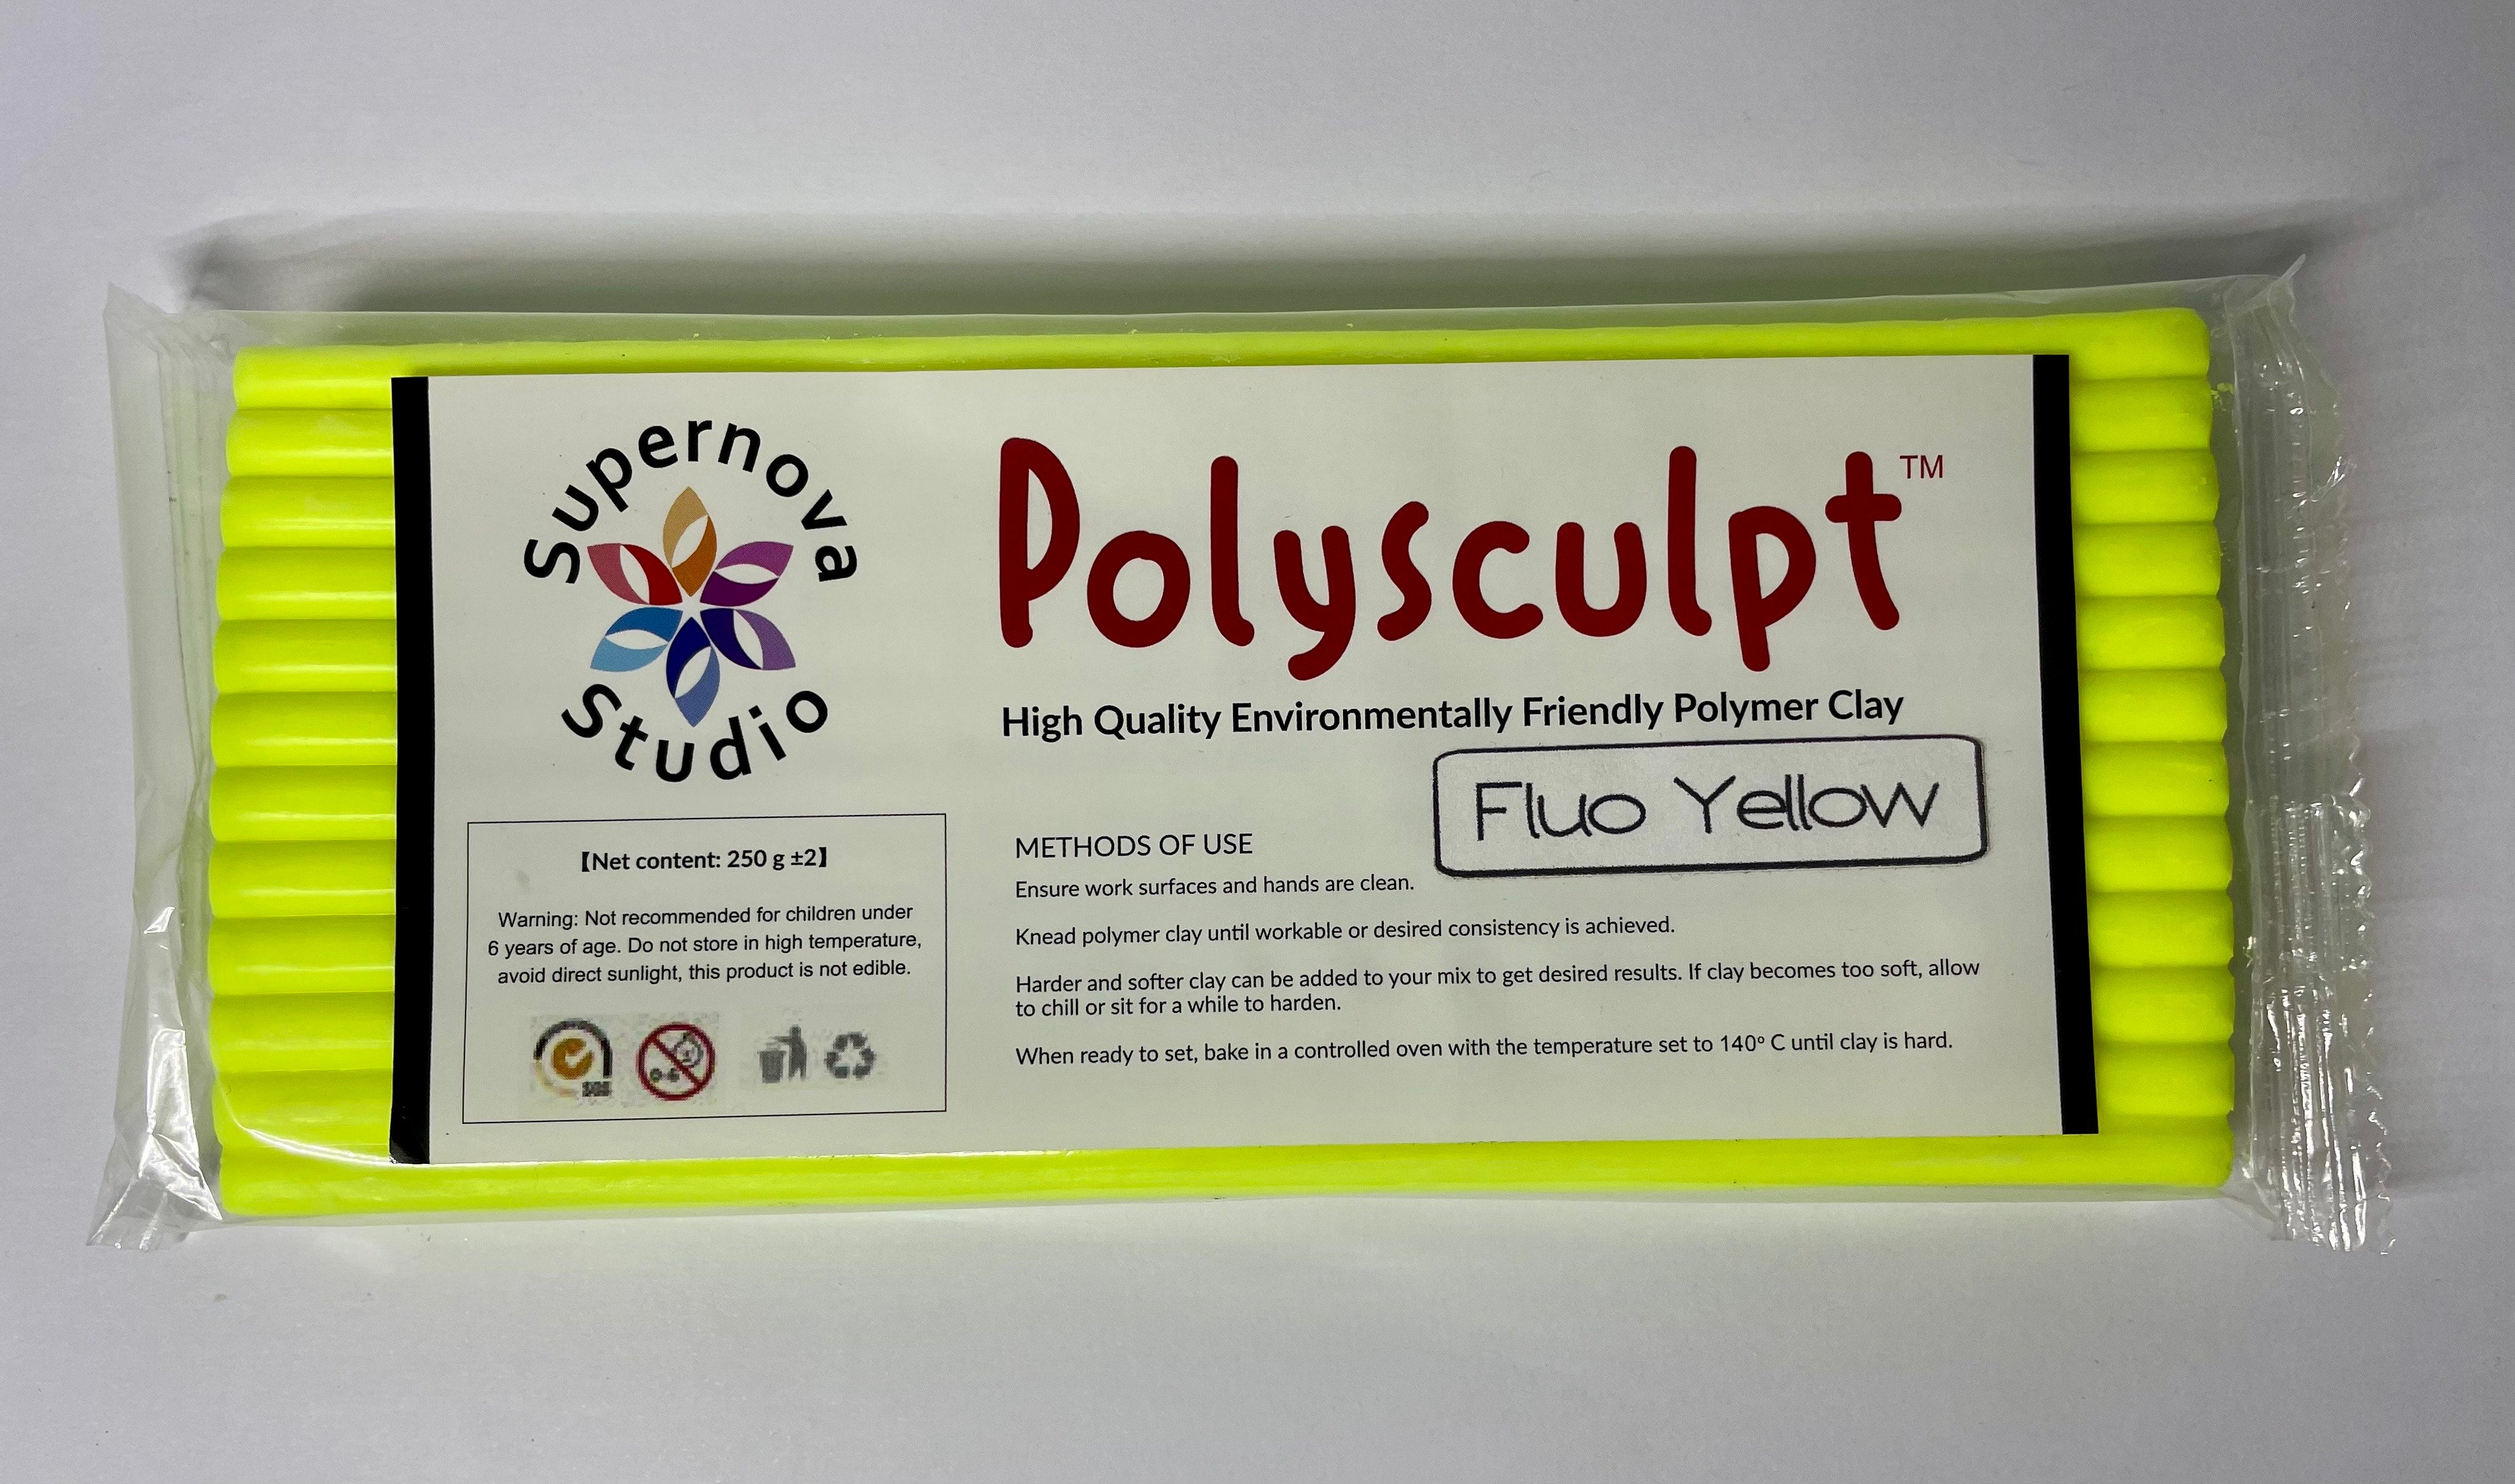 Supernova
Studio
Polysculpt™
High Quality Environmentally Friendly Polymer Clay
Fluo Yellow
【Net content: 250 g ±2】
Warning: Not recommended for children under
6 years of age. Do not store in high temperature,
avoid direct sunlight, this product is not edible.
METHODS OF USE
Ensure work surfaces and hands are clean.
Knead polymer clay until workable or desired consistency is achieved.
Harder and softer clay can be added to your mix to get desired results. If clay becomes too soft, allow
to chill or sit for a while to harden.
When ready to set, bake in a controlled oven with the temperature set to 140º C until clay is hard.